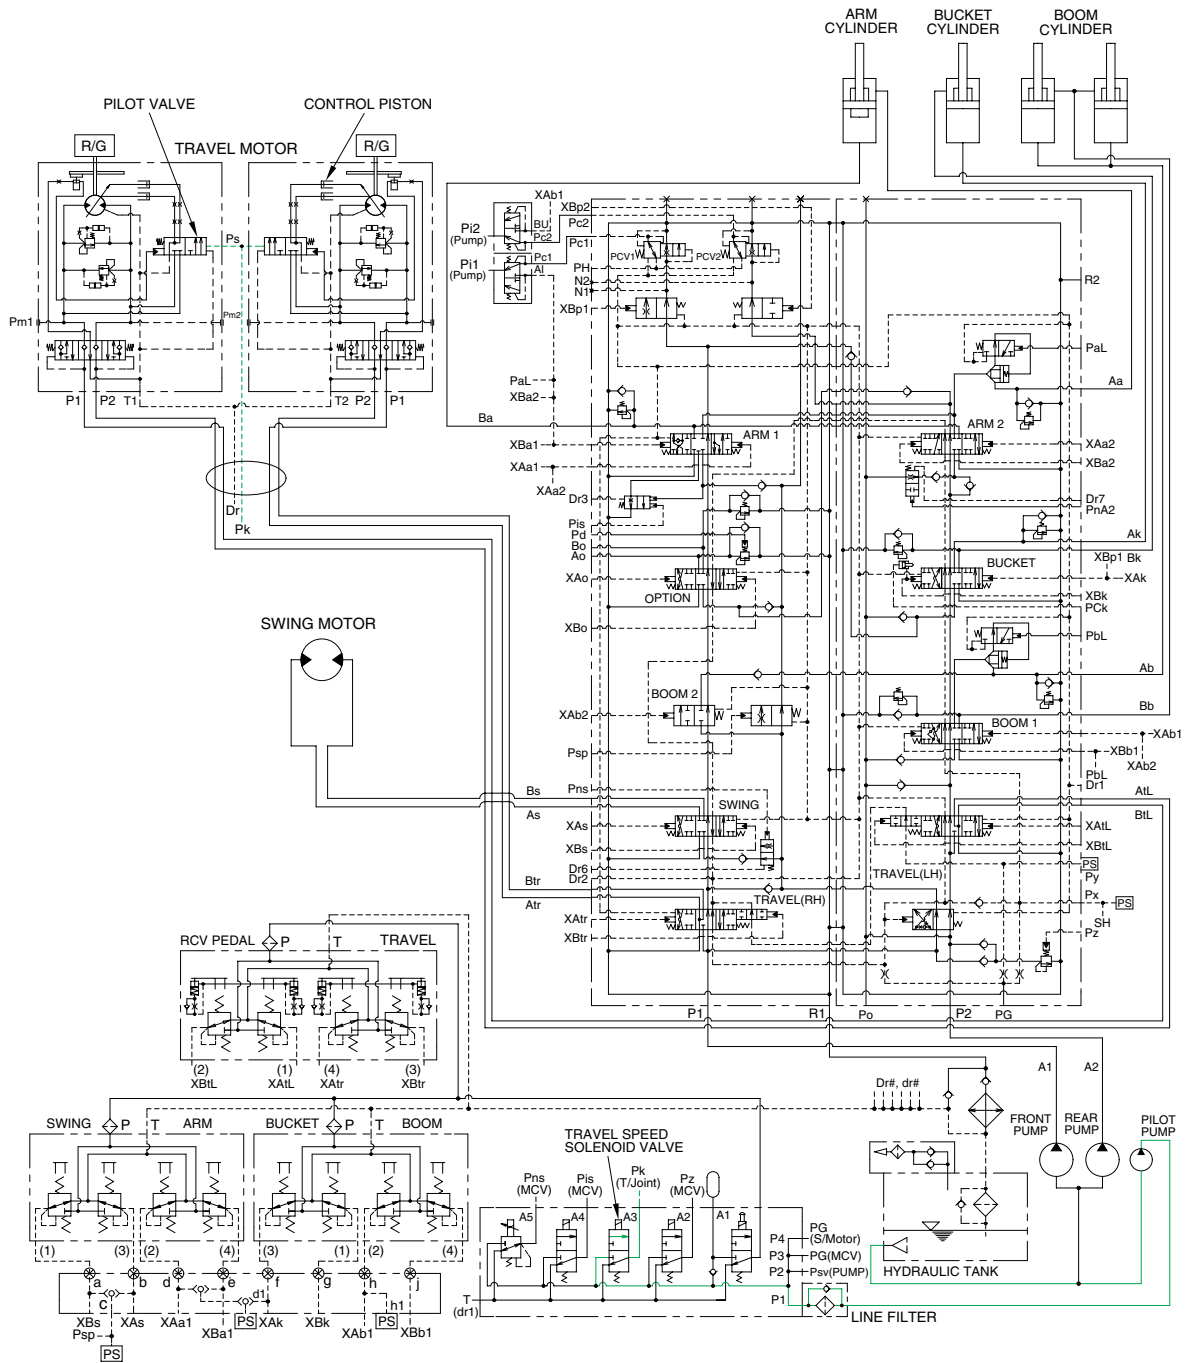 ARM CYLINDER
BUCKET CYLINDER
BOOM CYLINDER
PILOT VALVE
CONTROL PISTON
R/G
TRAVEL MOTOR
R/G
XAb1
XBp2
Pi2
(Pump)
BU
Pc2
Pc2
Ps
Pc1
Pc1
Pi1
(Pump)
AI
PCV1
PCV2
PH
N2
N1
R2
XBp1
Pm1
Pm2
PaL
PaL
XBa2
Aa
P1
P2
T1
T2
P2
P1
Ba
ARM 1
ARM 2
XBa1
XAa2
XAa1
XBa2
XAa2
Dr3
Dr7
PnA2
Dr
Pk
Pis
Pd
Bo
Ao
Ak
XBp1
Bk
BUCKET
XAo
XAk
OPTION
XBk
PCk
SWING MOTOR
XBo
PbL
Ab
BOOM 2
XAb2
Bb
BOOM 1
XAb1
Psp
XBb1
PbL
XAb2
Dr1
Pns
Bs
AtL
SWING
As
BtL
XAs
XAtL
XBs
XBtL
Dr6
Dr2
PS
TRAVEL(LH)
Py
Btr
TRAVEL(RH)
Px
PS
Atr
XAtr
SH
XBtr
Pz
RCV PEDAL
P
T
TRAVEL
P1
R1
Po
P2
PG
(2)
(1)
(4)
(3)
XBtL
XAtL
XAtr
XBtr
A1
A2
Dr#, dr#
SWING
P
T
ARM
BUCKET
P
T
BOOM
FRONT PUMP
REAR PUMP
PILOT PUMP
TRAVEL SPEED
SOLENOID VALVE
Pns
(MCV)
Pis
(MCV)
Pk
(T/Joint)
Pz
(MCV)
A5
A4
A3
A2
A1
PG
P4
(S/Motor)
P3
PG(MCV)
P2
Psv(PUMP)
HYDRAULIC TANK
(1)
(3)
(2)
(4)
(3)
(1)
(2)
(4)
a
b
d
e
f
g
h
j
c
d1
h1
T
(dr1)
P1
LINE FILTER
XBs
XAs
XAa1
XBa1
PS
XAk
XBk
XAb1
PS
XBb1
Psp
PS